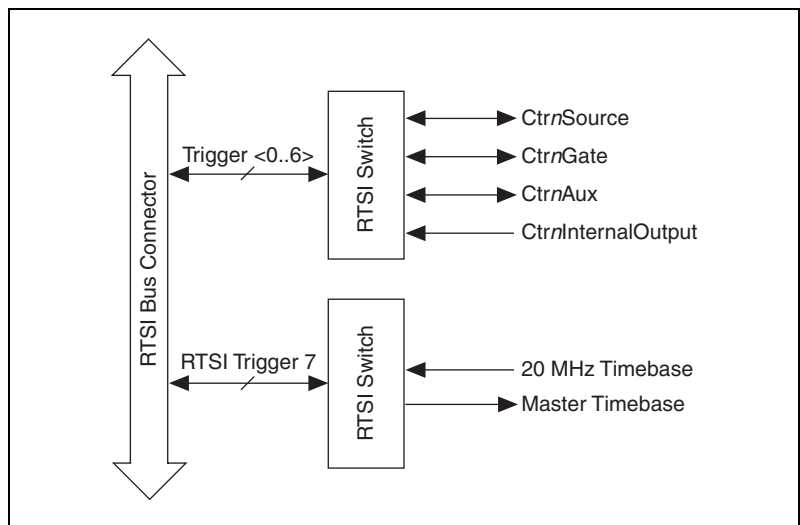 RTSI Bus Connector
Trigger <0..6>
RTSI Switch
CtrnSource
CtrnGate
CtrnAux
CtrnInternalOutput
RTSI Trigger 7
RTSI Switch
20 MHz Timebase
Master Timebase